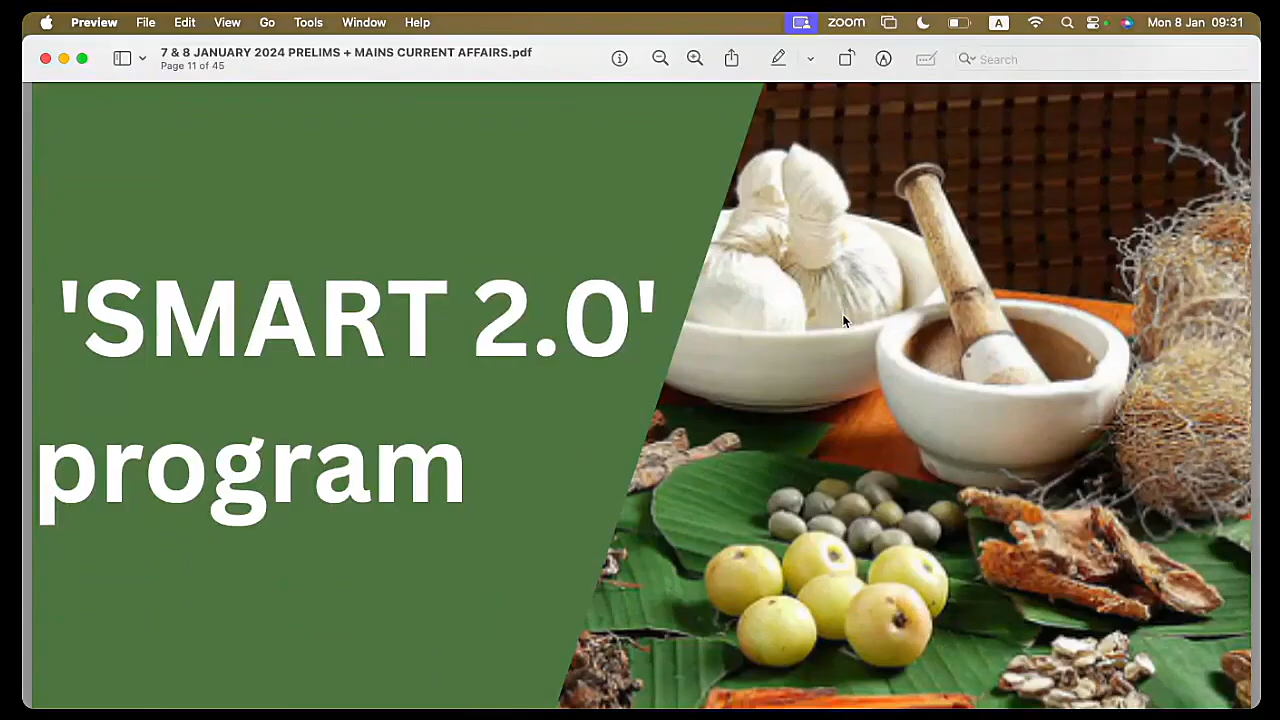 Preview File Edit View Go Tools Window Help zoom A Mon 8 Jan 09:31
7 & 8 JANUARY 2024 PRELIMS + MAINS CURRENT AFFAIRS.pdf
Page 11 of 45
Search
'SMART 2.0'
program